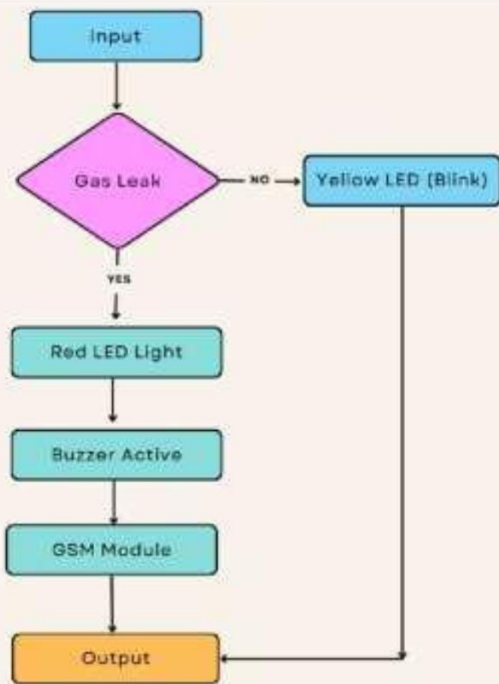 Input
Gas Leak
NO
Yellow LED (Blink)
YES
Red LED Light
Buzzer Active
GSM Module
Output